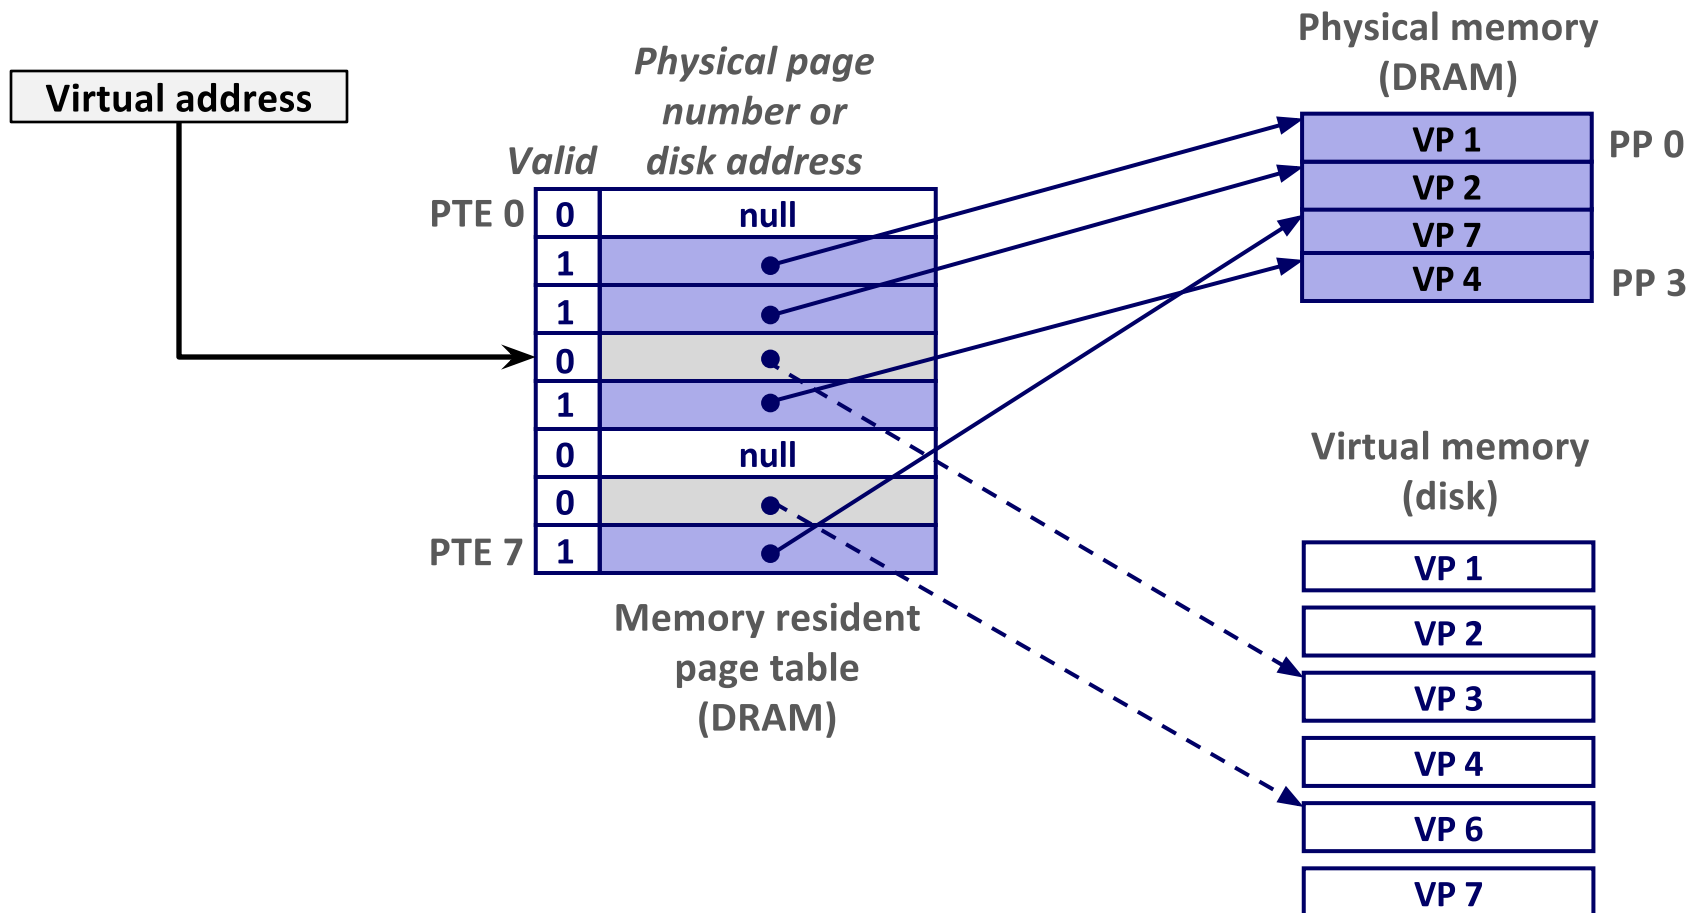 Virtual address
Physical page
number or
disk address
Valid
PTE 0
0 null
1
1
0
1
0 null
0
PTE 7 1
Memory resident
page table
(DRAM)
Physical memory
(DRAM)
VP 1 PP 0
VP 2
VP 7
VP 4 PP 3
Virtual memory
(disk)
VP 1
VP 2
VP 3
VP 4
VP 6
VP 7